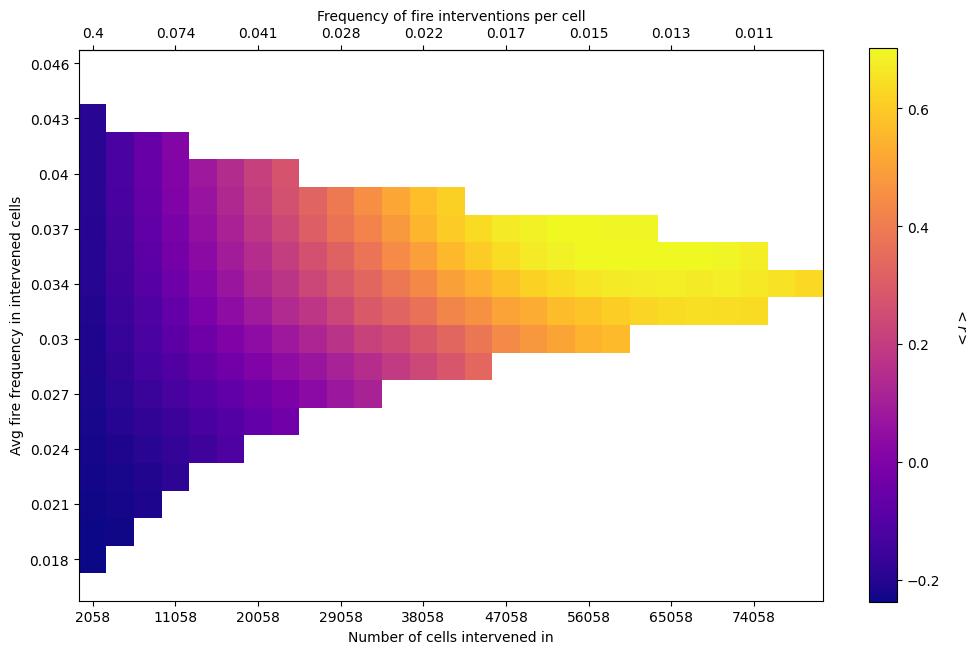 Frequency of fire interventions per cell
0.4 0.074 0.041 0.028 0.022 0.017 0.015 0.013 0.011
Avg fire frequency in intervened cells
0.046
0.043
0.04
0.037
0.034
0.03
0.027
0.024
0.021
0.018
2058 11058 20058 29058 38058 47058 56058 65058 74058
Number of cells intervened in
0.6
0.4
0.2
0.0
−0.2
< r >